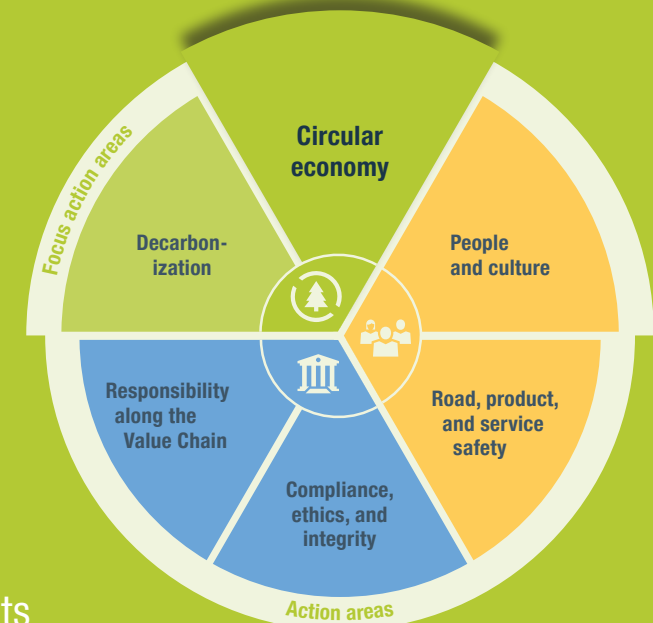 Circular
economy
Focus action areas
Decarbon-
ization
People
and culture
Responsibility
along the
Value Chain
Road, product,
and service
safety
Compliance,
ethics, and
integrity
Action areas
ts